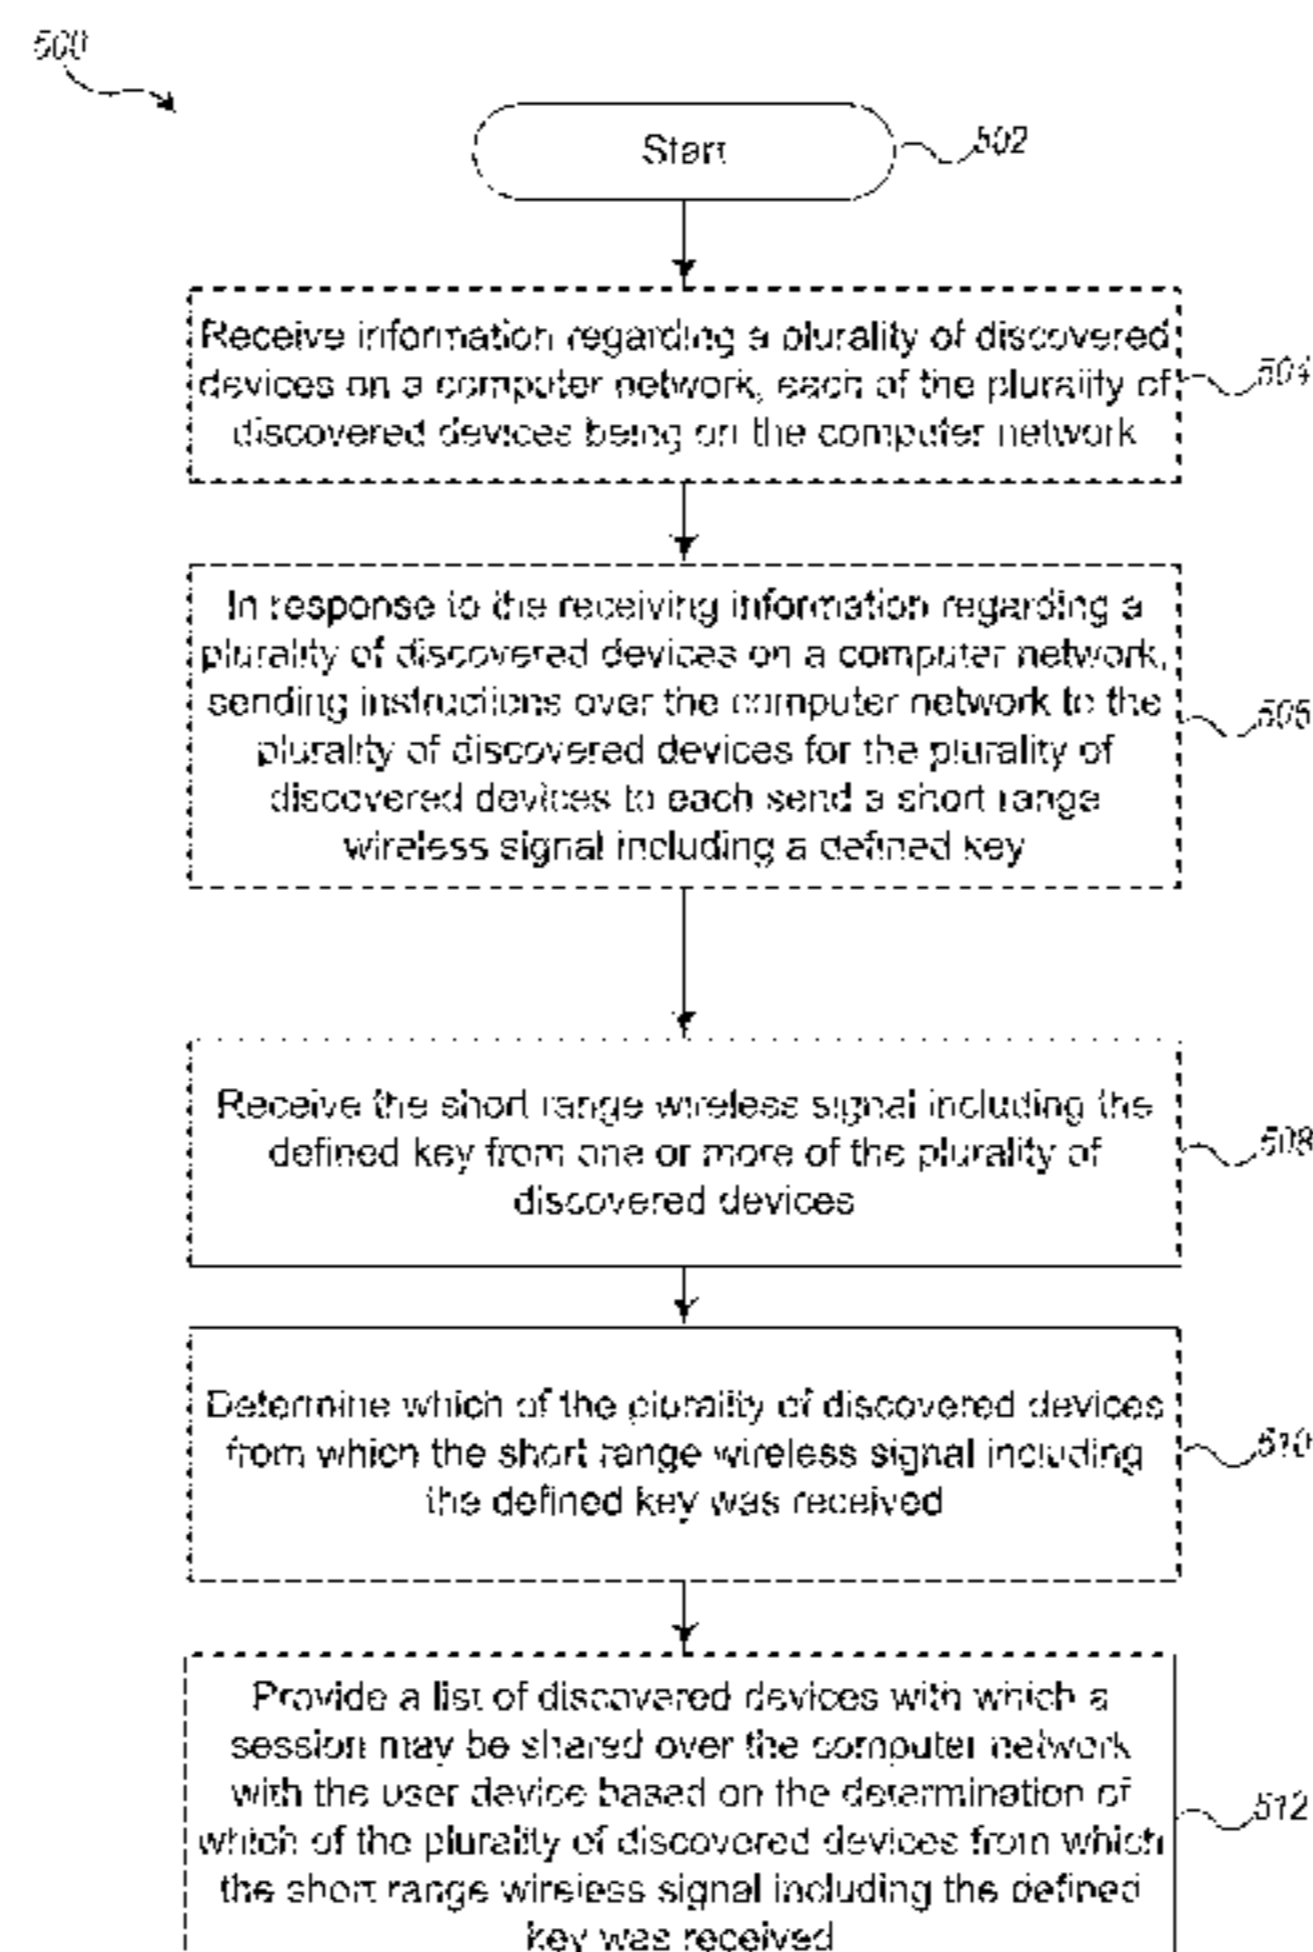 500
Start
502
Receive information regarding a plurality of discovered
devices on a computer network, each of the plurality of
discovered devices being on the computer network
504
In response to the receiving information regarding a
plurality of discovered devices on a computer network,
sending instructions over the computer network to the
plurality of discovered devices for the plurality of
discovered devices to each send a short range
wireless signal including a defined key
506
Receive the short range wireless signal including the
defined key from one or more of the plurality of
discovered devices
508
Determine which of the plurality of discovered devices
from which the short range wireless signal including
the defined key was received
510
Provide a list of discovered devices with which a
session may be shared over the computer network
with the user device based on the determination of
which of the plurality of discovered devices from which
the short range wireless signal including the defined
key was received
512